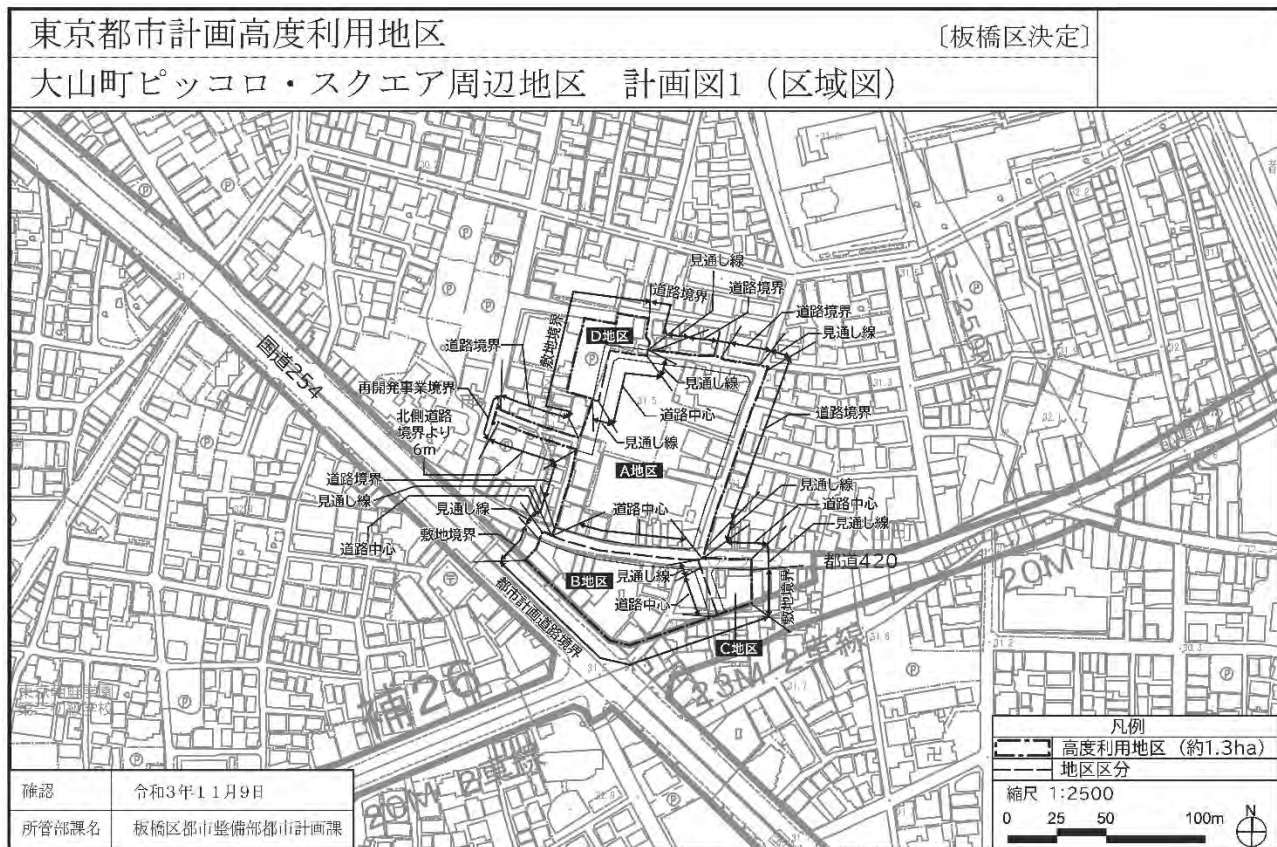 東京都市計画高度利用地区
〔板橋区決定〕
大山町ピッコロ・スクエア周辺地区 計画図1（区域図）
見通し線
道路境界
道路境界
道路境界
見通し線
敷地境界
D地区
道路境界
見通し線
再開発事業境界
道路中心
道路境界
北側道路
境界より
6m
見通し線
国道254
A地区
道路境界
見通し線
見通し線
見通し線
道路中心
道路中心
見通し線
敷地境界
道路中心
都道420
B地区
見通し線
道路中心
敷地境界
都市計画道路境界
C地区
補26
23M 2車線
20M 2車線
20M
250M
凡例
高度利用地区（約1.3ha）
地区区分
縮尺 1:2500
0 25 50 100m
N
確認 令和3年11月9日
所管部課名 板橋区都市整備部都市計画課